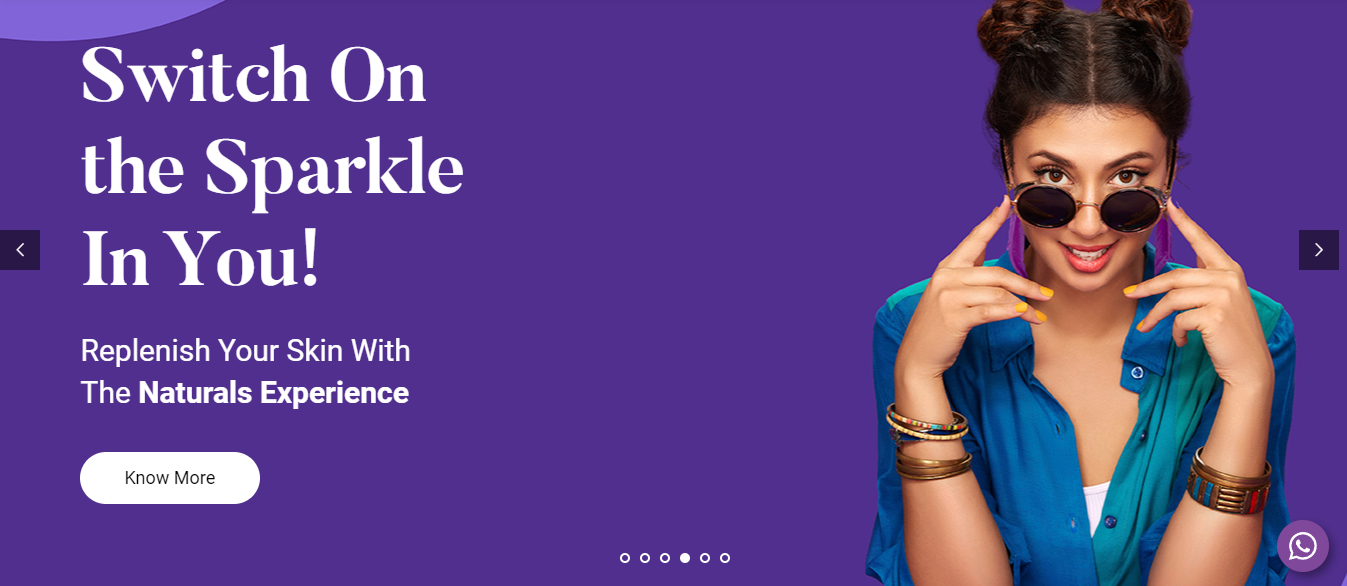 Switch On
the Sparkle
In You!
Replenish Your Skin With
The Naturals Experience
Know More